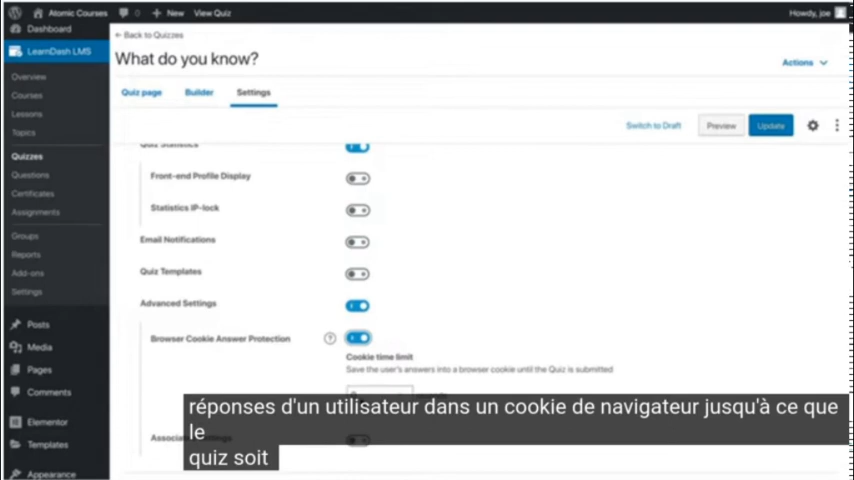 Atomic Courses 0 + New View Quiz Howdy, joe
Dashboard
LearnDash LMS
Overview
Courses
Lessons
Topics
Quizzes
Questions
Certificates
Assignments
Groups
Reports
Add-ons
Settings
Posts
Media
Pages
Comments
Elementor
Templates
Appearance
← Back to Quizzes
What do you know?
Actions
Quiz page Builder Settings
Switch to Draft Preview Update
Quiz Statistics
Front-end Profile Display
Statistics IP-lock
Email Notifications
Quiz Templates
Advanced Settings
Browser Cookie Answer Protection ?
Cookie time limit
Save the user's answers into a browser cookie until the Quiz is submitted
réponses d'un utilisateur dans un cookie de navigateur jusqu'à ce que
le
quiz soit